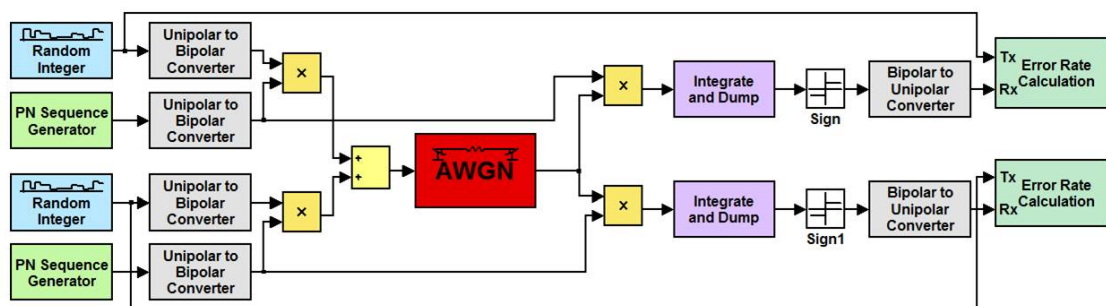 Random
Integer
Unipolar to
Bipolar
Converter
×
PN Sequence
Generator
Unipolar to
Bipolar
Converter
+
+
AWGN
×
Integrate
and Dump
Sign
Bipolar to
Unipolar
Converter
Tx
Rx
Error Rate
Calculation
Random
Integer
Unipolar to
Bipolar
Converter
×
PN Sequence
Generator
Unipolar to
Bipolar
Converter
×
Integrate
and Dump
Sign1
Bipolar to
Unipolar
Converter
Tx
Rx
Error Rate
Calculation